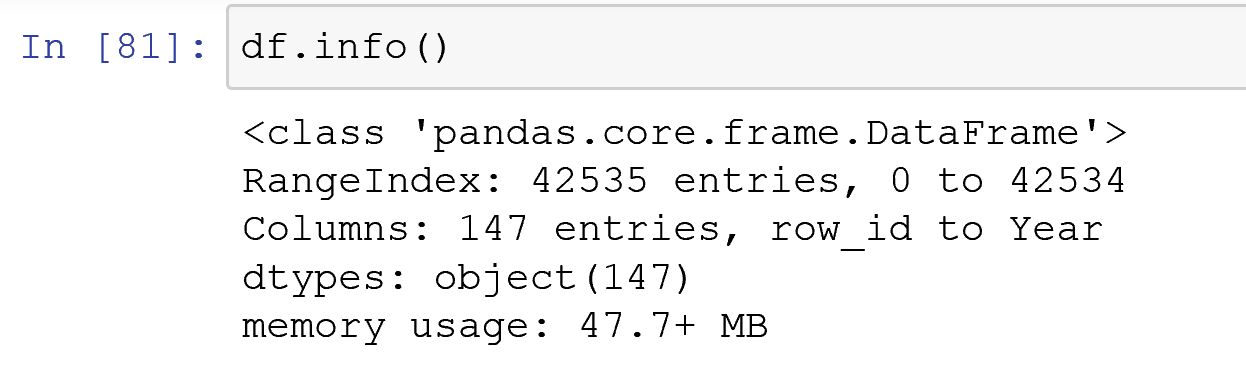 In [81]: df.info()
<class 'pandas.core.frame.DataFrame'>
RangeIndex: 42535 entries, 0 to 42534
Columns: 147 entries, row_id to Year
dtypes: object(147)
memory usage: 47.7+ MB